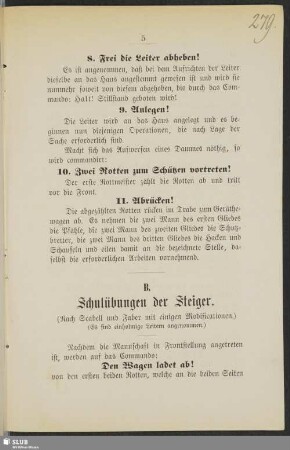 279.
5
8. Frei die Leiter abheben!
Es ist angenommen, daß bei dem Aufrichten der Leiter
dieselbe an das Haus angestemmt gewesen ist und wird sie
nunmehr soweit von diesem abgehoben, bis durch das Com-
mando: Halt! Stillstand geboten wird!
9. Anlegen!
Die Leiter wird an das Haus angelegt und es be-
ginnen nun diejenigen Operationen, die nach Lage der
Sache erforderlich sind.
Macht sich das Aufwerfen eines Dammes nöthig, so
wird commandirt:
10. Zwei Rotten zum Schützen vortreten!
Der erste Rottmeister zählt die Rotten ab und tritt
vor die Front.
11. Abrücken!
Die abgezählten Rotten rücken im Trabe zum Geräthe-
wagen ab. Es nehmen die zwei Mann des ersten Gliedes
die Pfähle, die zwei Mann des zweiten Gliedes die Schutz-
breter, die zwei Mann des dritten Gliedes die Hacken und
Schaufeln und eilen damit an die bezeichnete Stelle, da-
selbst die erforderlichen Arbeiten vornehmend.
B.
Schulübungen der Steiger.
(Nach Scabell und Faber mit einigen Modificationen.)
(Es sind einholmige Leitern angenommen.)
Nachdem die Mannschaft in Frontstellung angetreten
ist, werden auf das Commando:
Den Wagen ladet ab!
von den ersten beiden Rotten, welche an die beiden Seiten
SLUB